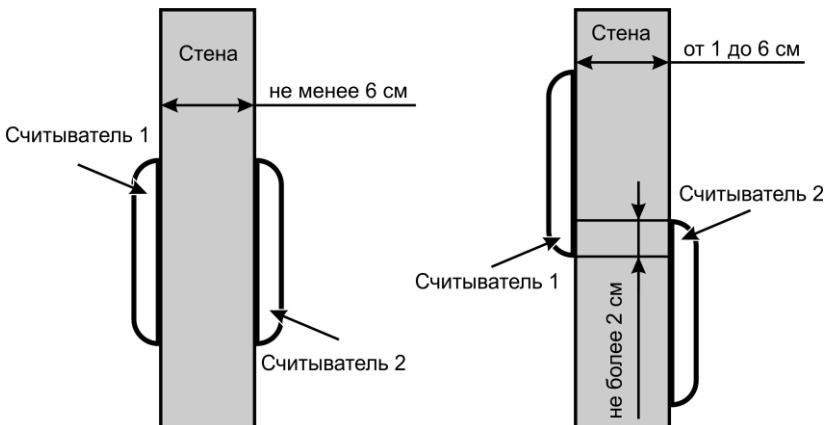 Стена
не менее 6 см
Считыватель 1
Считыватель 2
Стена
от 1 до 6 см
Считыватель 2
Считыватель 1
не более 2 см